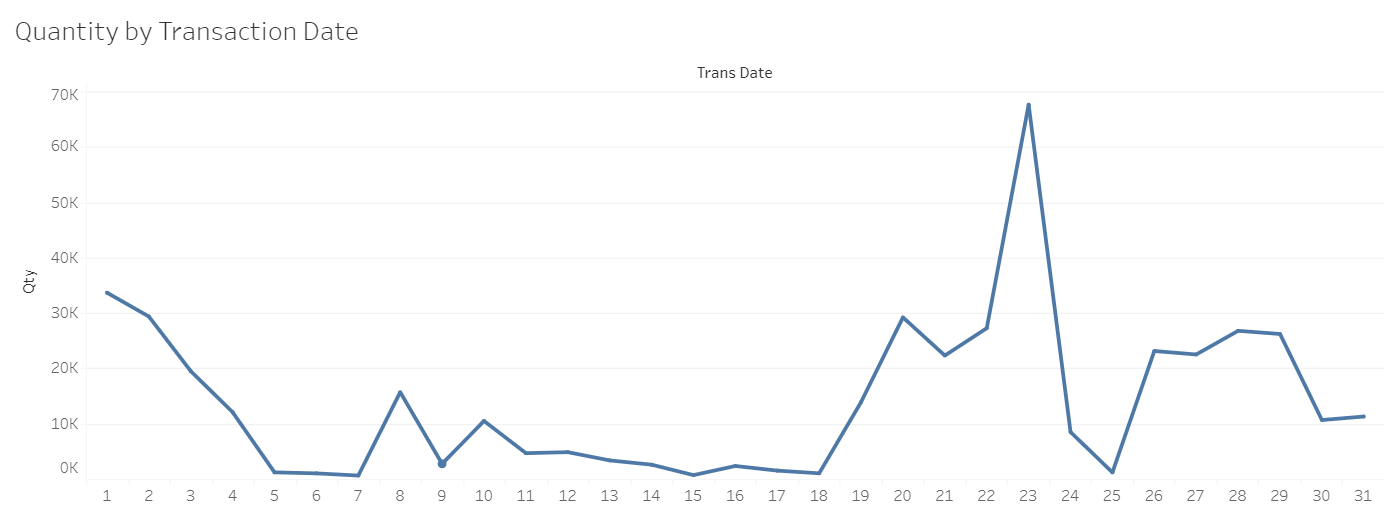 Quantity by Transaction Date
Trans Date
70K
60K
50K
40K
30K
20K
10K
0K
Qty
1 2 3 4 5 6 7 8 9 10 11 12 13 14 15 16 17 18 19 20 21 22 23 24 25 26 27 28 29 30 31